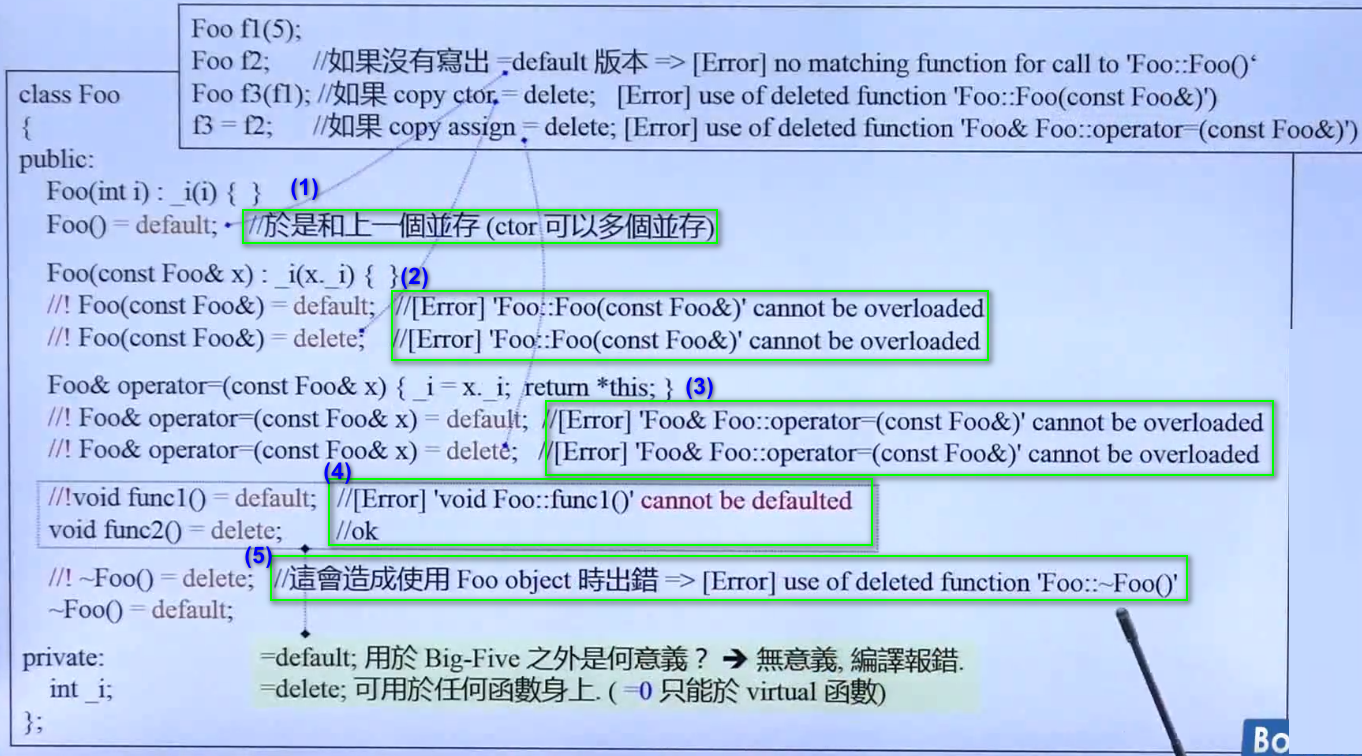 Foo f1(5);
Foo f2; //如果沒有寫出 =default 版本 => [Error] no matching function for call to 'Foo::Foo()‘
Foo f3(f1); //如果 copy ctor = delete; [Error] use of deleted function 'Foo::Foo(const Foo&)')
f3 = f2; //如果 copy assign = delete; [Error] use of deleted function 'Foo& Foo::operator=(const Foo&)')
class Foo
{
public:
Foo(int i) : _i(i) { } (1)
Foo() = default; //於是和上一個並存 (ctor 可以多個並存)
Foo(const Foo& x) : _i(x._i) { } (2)
//! Foo(const Foo&) = default; //[Error] 'Foo::Foo(const Foo&)' cannot be overloaded
//! Foo(const Foo&) = delete; //[Error] 'Foo::Foo(const Foo&)' cannot be overloaded
Foo& operator=(const Foo& x) { _i = x._i; return *this; } (3)
//! Foo& operator=(const Foo& x) = default; //[Error] 'Foo& Foo::operator=(const Foo&)' cannot be overloaded
//! Foo& operator=(const Foo& x) = delete; //[Error] 'Foo& Foo::operator=(const Foo&)' cannot be overloaded
(4)
//!void func1() = default; //[Error] 'void Foo::func1()' cannot be defaulted
void func2() = delete; //ok
(5)
//! ~Foo() = delete; //這會造成使用 Foo object 時出錯 => [Error] use of deleted function 'Foo::~Foo()'
~Foo() = default;
private:
int _i;
};
=default; 用於 Big-Five 之外是何意義？ ➔ 無意義, 編譯報錯.
=delete; 可用於任何函數身上. ( =0 只能於 virtual 函數)
Bo